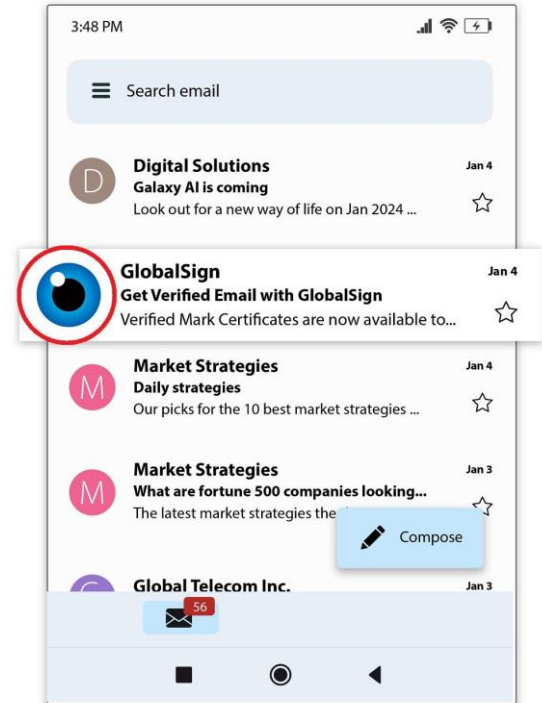 3:48 PM
Search email
D
Digital Solutions
Jan 4
Galaxy AI is coming
Look out for a new way of life on Jan 2024 ...
GlobalSign
Jan 4
Get Verified Email with GlobalSign
Verified Mark Certificates are now available to...
M
Market Strategies
Jan 4
Daily strategies
Our picks for the 10 best market strategies ...
M
Market Strategies
Jan 3
What are fortune 500 companies looking...
The latest market strategies
Compose
Global Telecom Inc.
Jan 3
56